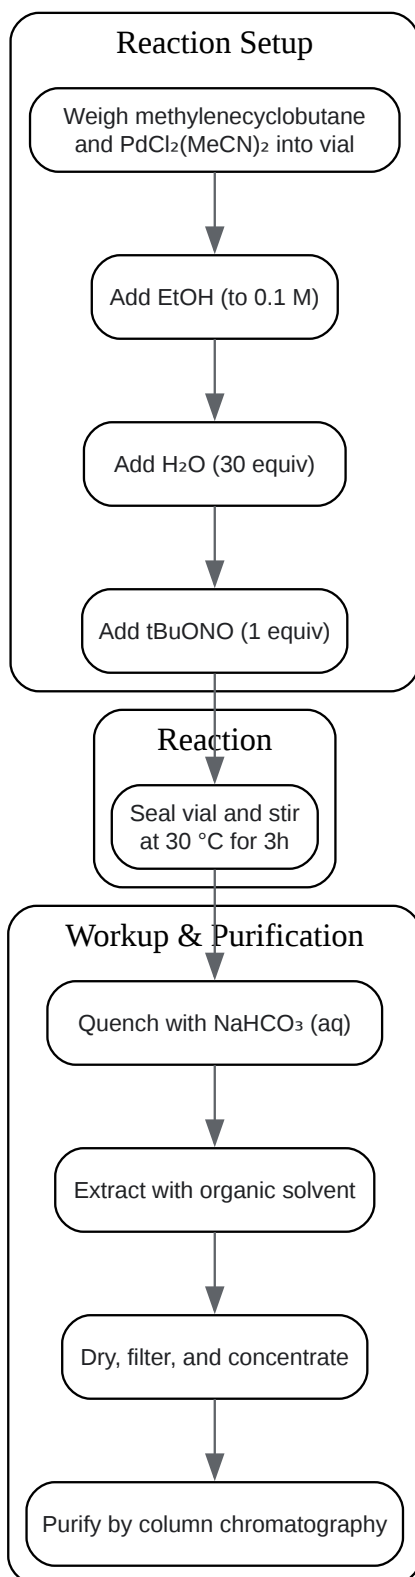 Reaction Setup
Weigh methylenecyclobutane
and PdCl₂(MeCN)₂ into vial
Add EtOH (to 0.1 M)
Add H₂O (30 equiv)
Add tBuONO (1 equiv)
Reaction
Seal vial and stir
at 30 °C for 3h
Workup & Purification
Quench with NaHCO₃ (aq)
Extract with organic solvent
Dry, filter, and concentrate
Purify by column chromatography